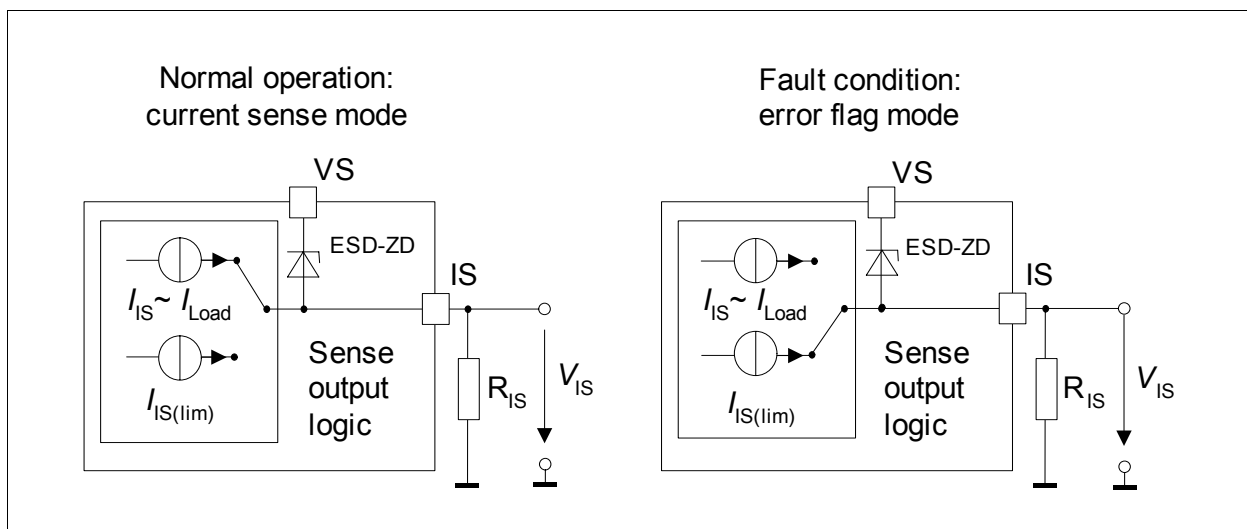 Normal operation:
current sense mode
VS
ESD-ZD
IS
I_IS ~ I_Load
I_IS(lim)
Sense
output
logic
R_IS
V_IS
Fault condition:
error flag mode
VS
ESD-ZD
IS
I_IS ~ I_Load
I_IS(lim)
Sense
output
logic
R_IS
V_IS